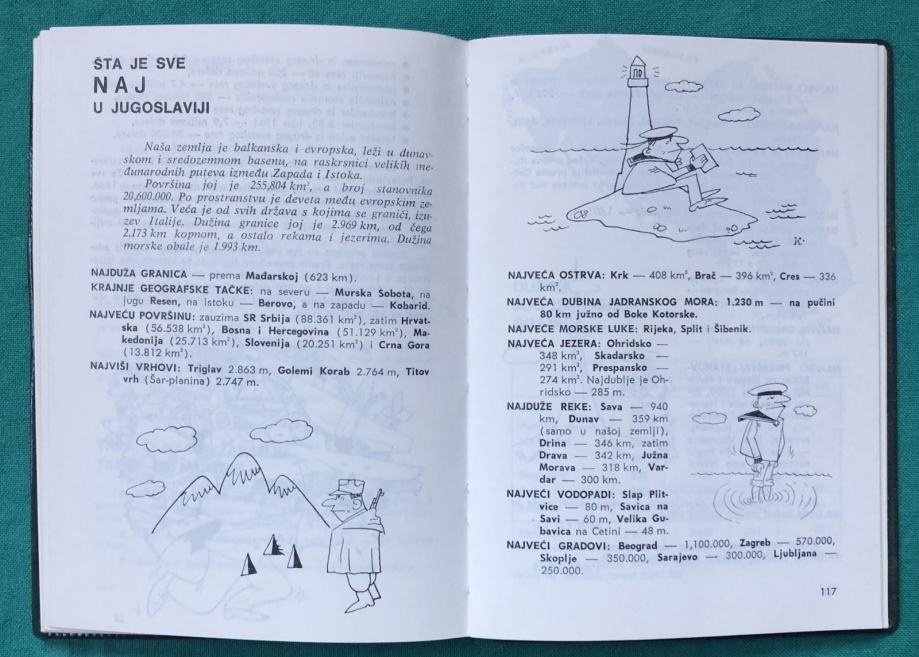 ŠTA JE SVE
NAJ
U JUGOSLAVIJI
Naša zemlja je balkanska i evropska, leži u dunav-
skom i sredozemnom basenu, na raskrsnici velikih me-
đunarodnih puteva između Zapada i Istoka.
Površina joj je 255,804 km², a broj stanovnika
20,600.000. Po prostranstvu je deveta među evropskim ze-
mljama. Veća je od svih država s kojima se graniči, izu-
zev Italije. Dužina granice joj je 2.969 km, od čega
2.173 km kopnom, a ostalo rekama i jezerima. Dužina
morske obale je 1.993 km.
NAJDUŽA GRANICA — prema Mađarskoj (623 km).
KRAJNJE GEOGRAFSKE TAČKE: na severu — Murska Sobota, na
jugu Resen, na istoku — Berovo, a na zapadu — Kobarid.
NAJVEĆU POVRŠINU: zauzima SR Srbija (88.361 km²), zatim Hrvat-
ska (56.538 km²), Bosna i Hercegovina (51.129 km²), Ma-
kedonija (25.713 km²), Slovenija (20.251 km²) i Crna Gora
(13.812 km²).
NAJVIŠI VRHOVI: Triglav 2.863 m, Golemi Korab 2.764 m, Titov
vrh (Šar-planina) 2.747 m.
K.
NAJVEĆA OSTRVA: Krk — 408 km², Brač — 396 km², Cres — 336
km².
NAJVEĆA DUBINA JADRANSKOG MORA: 1.230 m — na pučini
80 km južno od Boke Kotorske.
NAJVEĆE MORSKE LUKE: Rijeka, Split i Šibenik.
NAJVEĆA JEZERA: Ohridsko —
348 km², Skadarsko —
291 km², Prespansko —
274 km². Najdublje je Oh-
ridsko — 285 m.
NAJDUŽE REKE: Sava — 940
km, Dunav — 359 km
(samo u našoj zemlji),
Drina — 346 km, zatim
Drava — 342 km, Južna
Morava — 318 km, Var-
dar — 300 km.
NAJVEĆI VODOPADI: Slap Plit-
vice — 80 m, Savica na
Savi — 60 m, Velika Gu-
bavica na Cetini — 48 m.
NAJVEĆI GRADOVI: Beograd — 1,100.000, Zagreb — 570.000,
Skoplje — 350.000, Sarajevo — 300.000, Ljubljana —
250.000.
117